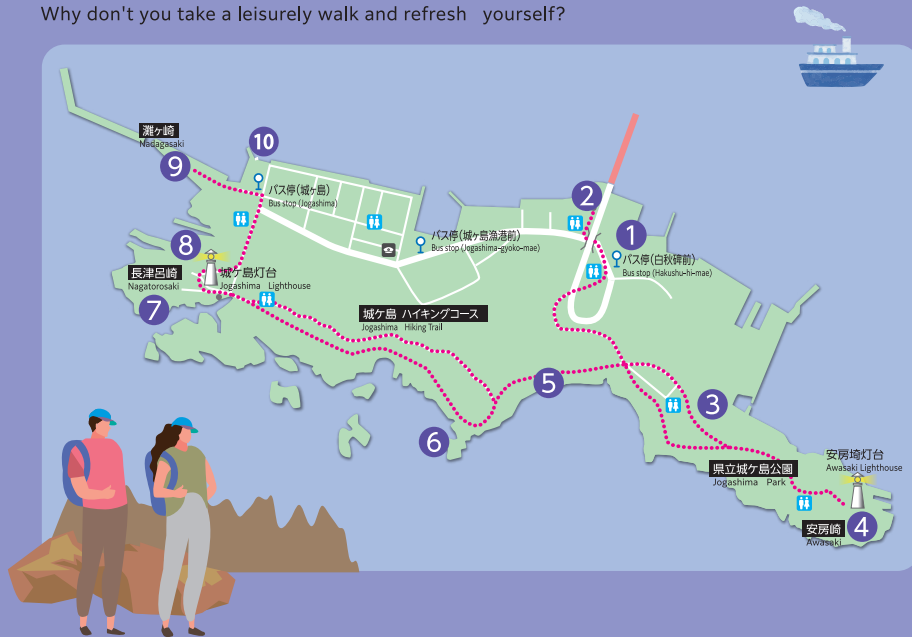 Why don't you take a leisurely walk and refresh yourself?
灘ヶ崎
Nadagasaki
10
9
バス停(城ヶ島)
Bus stop (Jogashima)
2
1
バス停(城ヶ島漁港前)
Bus stop (Jogashima-gyoko-mae)
バス停(白秋碑前)
Bus stop (Hakushu-hi-mae)
8
長津呂崎
Nagatorosaki
城ケ島灯台
Jogashima Lighthouse
7
城ケ島 ハイキングコース
Jogashima Hiking Trail
5
3
6
県立城ケ島公園
Jogashima Park
安房埼灯台
Awasaki Lighthouse
安房崎
Awasaki
4